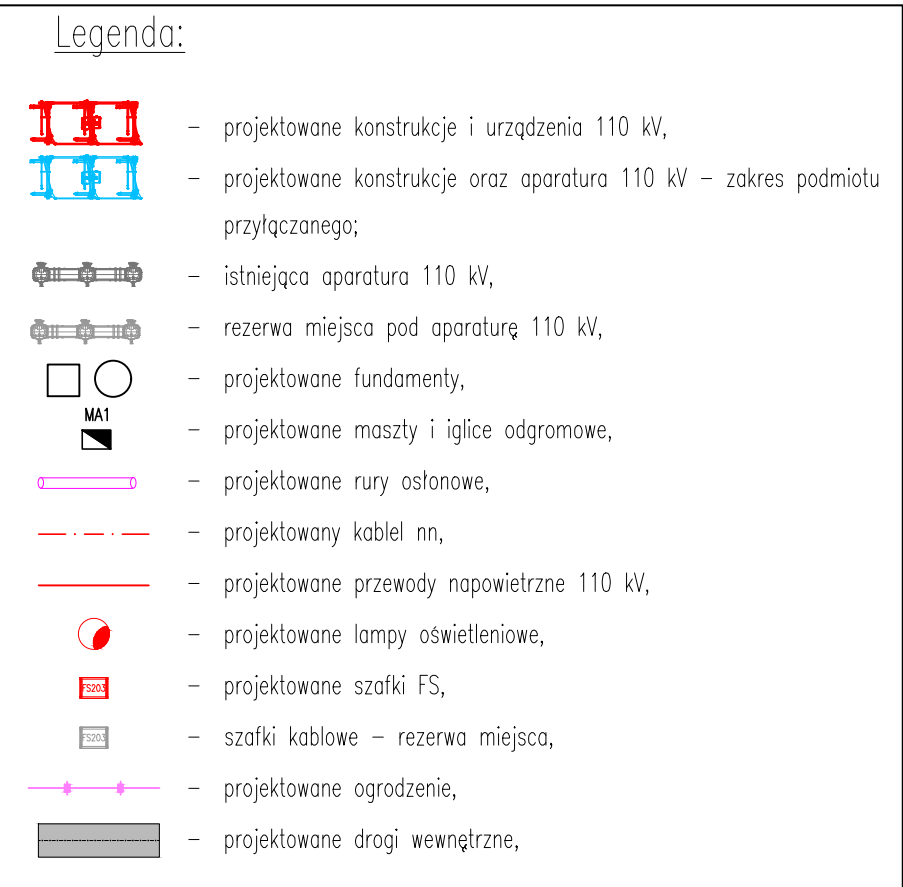 Legenda:
– projektowane konstrukcje i urządzenia 110 kV,
– projektowane konstrukcje oraz aparatura 110 kV – zakres podmiotu
przyłączanego;
– istniejąca aparatura 110 kV,
– rezerwa miejsca pod aparaturę 110 kV,
– projektowane fundamenty,
MA1
– projektowane maszty i iglice odgromowe,
– projektowane rury osłonowe,
– projektowany kablel nn,
– projektowane przewody napowietrzne 110 kV,
– projektowane lampy oświetleniowe,
FS203 – projektowane szafki FS,
FS203 – szafki kablowe – rezerwa miejsca,
– projektowane ogrodzenie,
– projektowane drogi wewnętrzne,